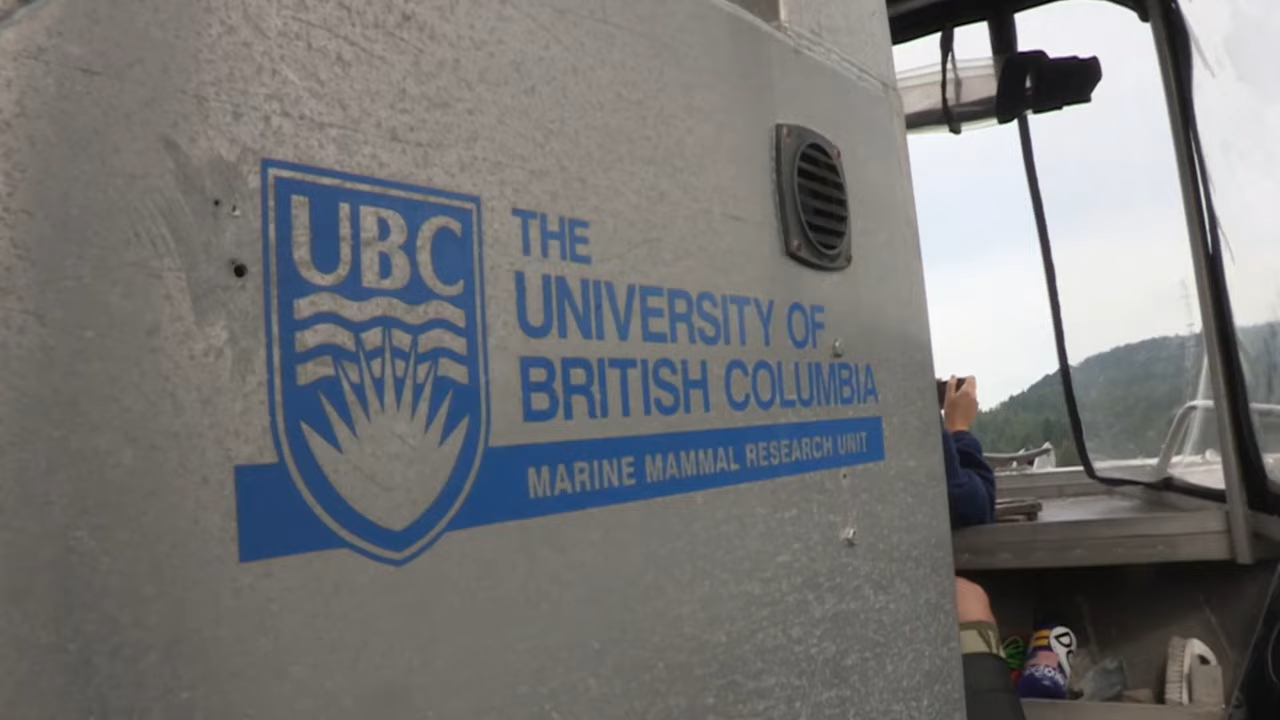 UBC
THE
UNIVERSITY OF
BRITISH COLUMBIA
MARINE MAMMAL RESEARCH UNIT